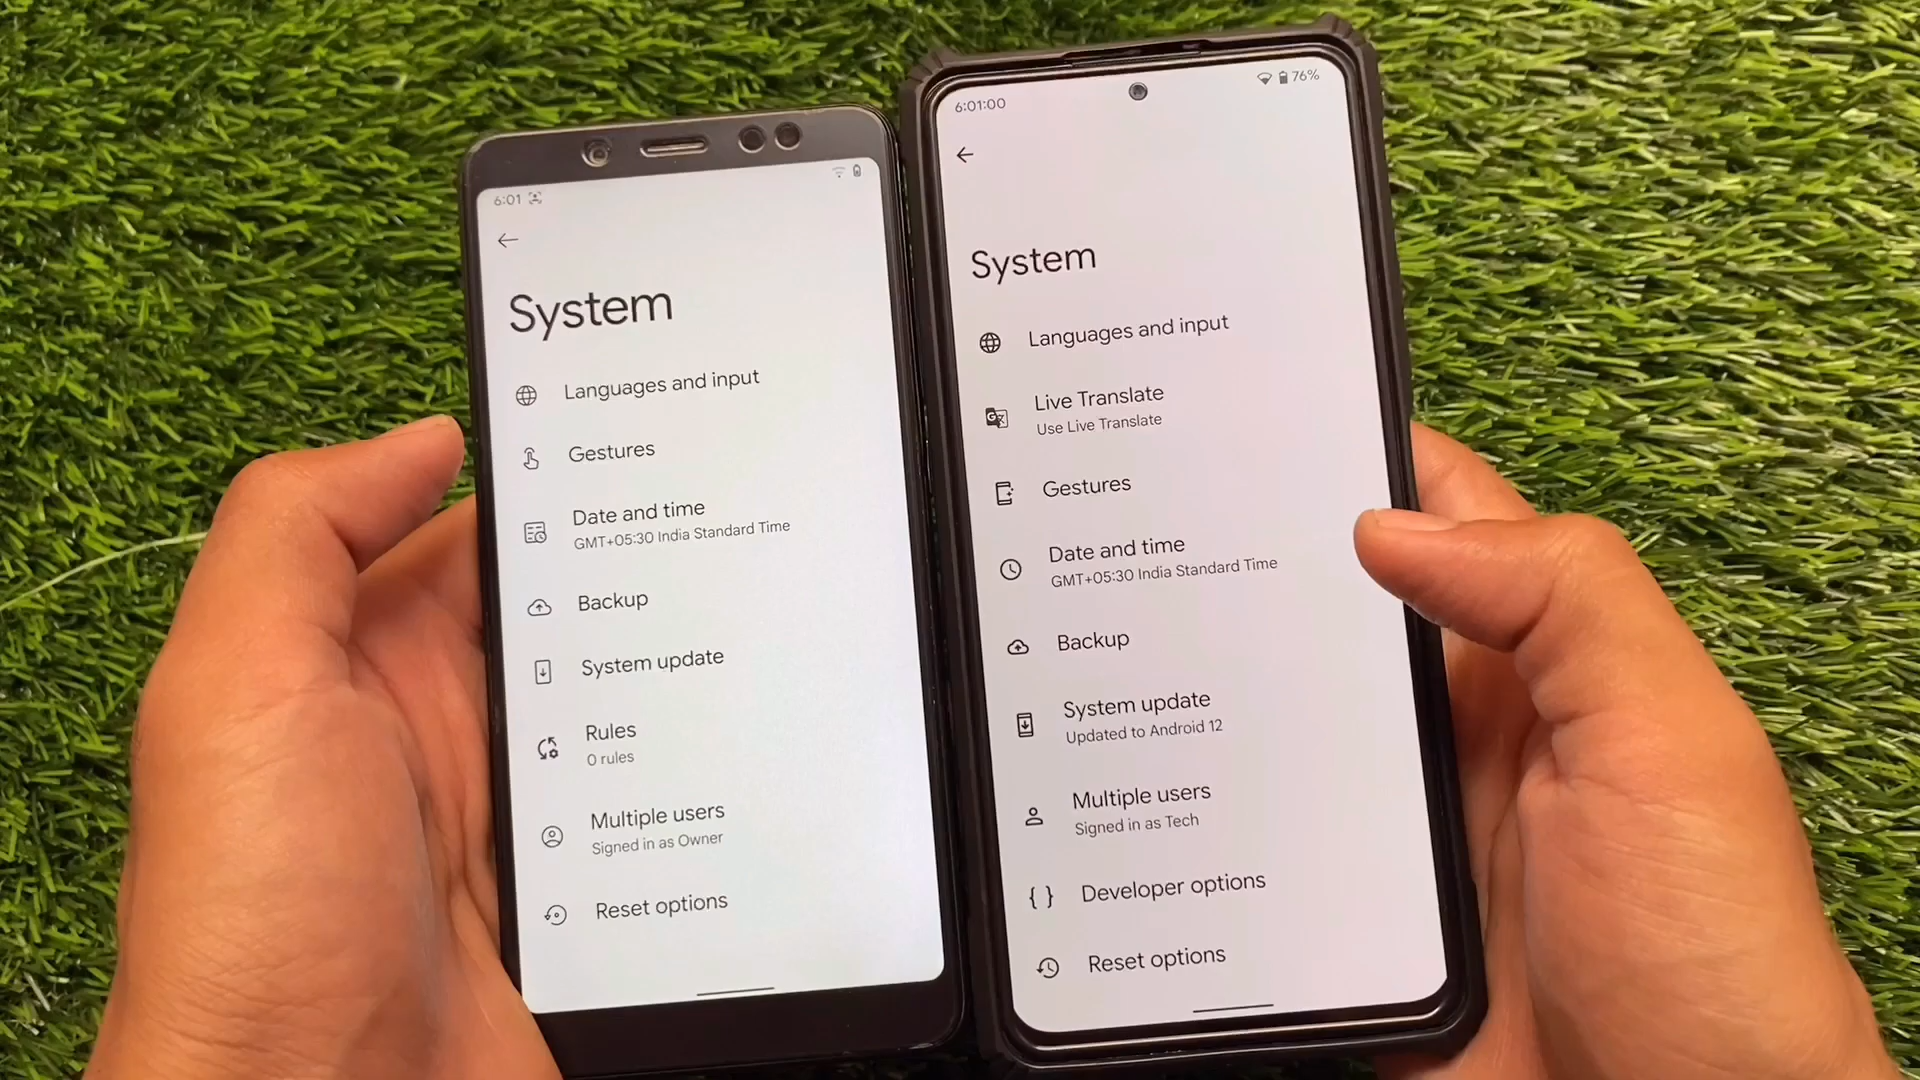 6:01
System
Languages and input
Gestures
Date and time
GMT+05:30 India Standard Time
Backup
System update
Rules
0 rules
Multiple users
Signed in as Owner
Reset options
6:01:00
76%
System
Languages and input
Live Translate
Use Live Translate
Gestures
Date and time
GMT+05:30 India Standard Time
Backup
System update
Updated to Android 12
Multiple users
Signed in as Tech
Developer options
Reset options